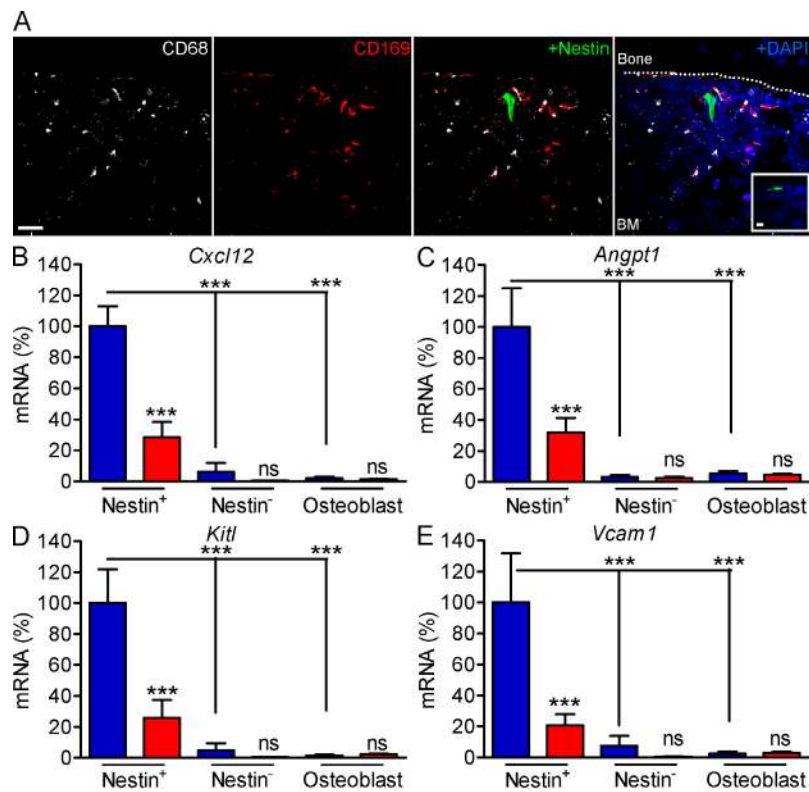 A
CD68
CD169
+Nestin
+DAPI
Bone
BM
B
Cxcl12
mRNA (%)
140
120
100
80
60
40
20
0
***
***
***
ns
ns
Nestin+
Nestin-
Osteoblast
C
Angpt1
mRNA (%)
140
120
100
80
60
40
20
0
***
***
***
ns
ns
Nestin+
Nestin-
Osteoblast
D
Kitl
mRNA (%)
140
120
100
80
60
40
20
0
***
***
***
ns
ns
Nestin+
Nestin-
Osteoblast
E
Vcam1
mRNA (%)
140
120
100
80
60
40
20
0
***
***
***
ns
ns
Nestin+
Nestin-
Osteoblast